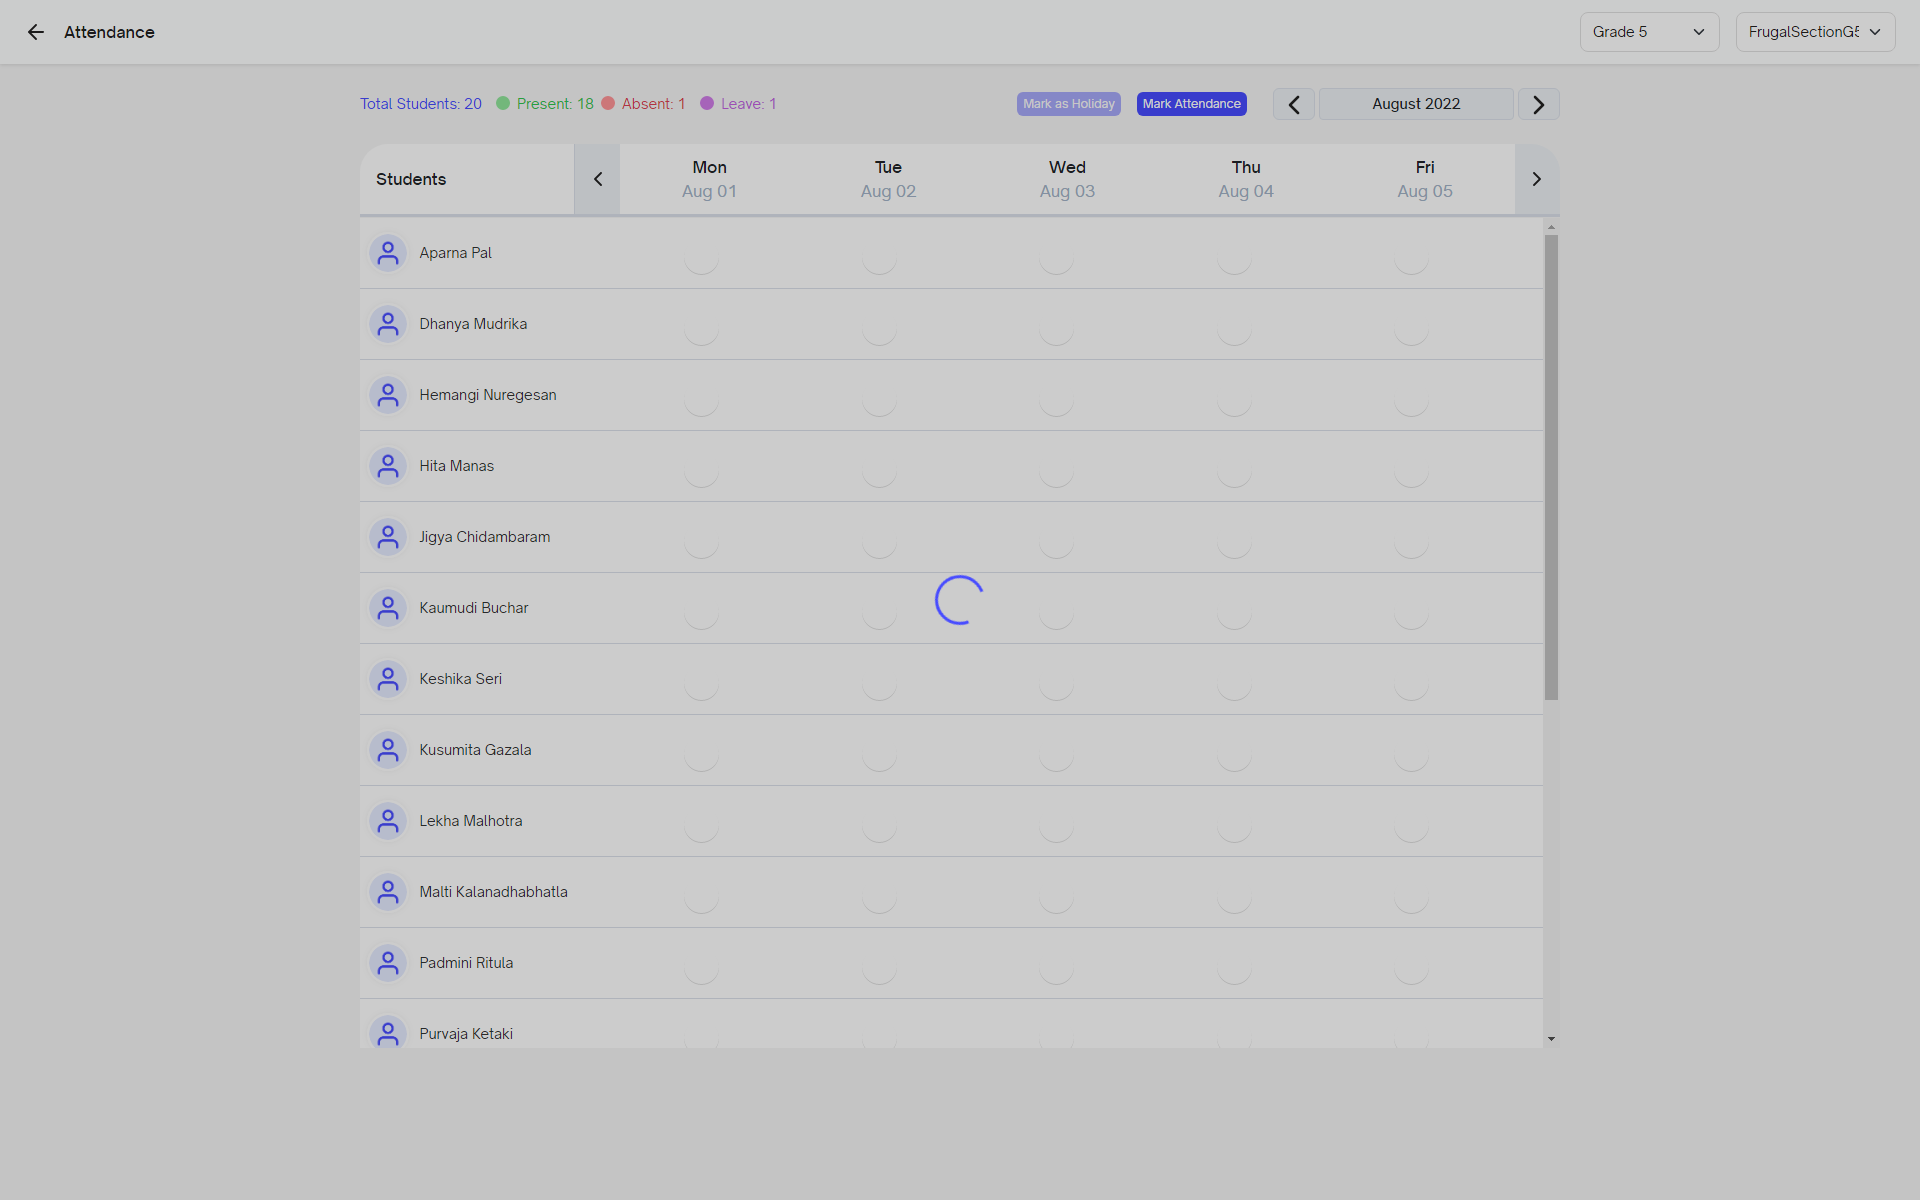 Attendance
Grade 5
FrugalSectionG5
Total Students: 20 Present: 18 Absent: 1 Leave: 1
Mark as Holiday
Mark Attendance
August 2022
Students
Mon Tue Wed Thu Fri
Aug 01 Aug 02 Aug 03 Aug 04 Aug 05
Aparna Pal
Dhanya Mudrika
Hemangi Nuregesan
Hita Manas
Jigya Chidambaram
Kaumudi Buchar
Keshika Seri
Kusumita Gazala
Lekha Malhotra
Malti Kalanadhabhatla
Padmini Ritula
Purvaja Ketaki